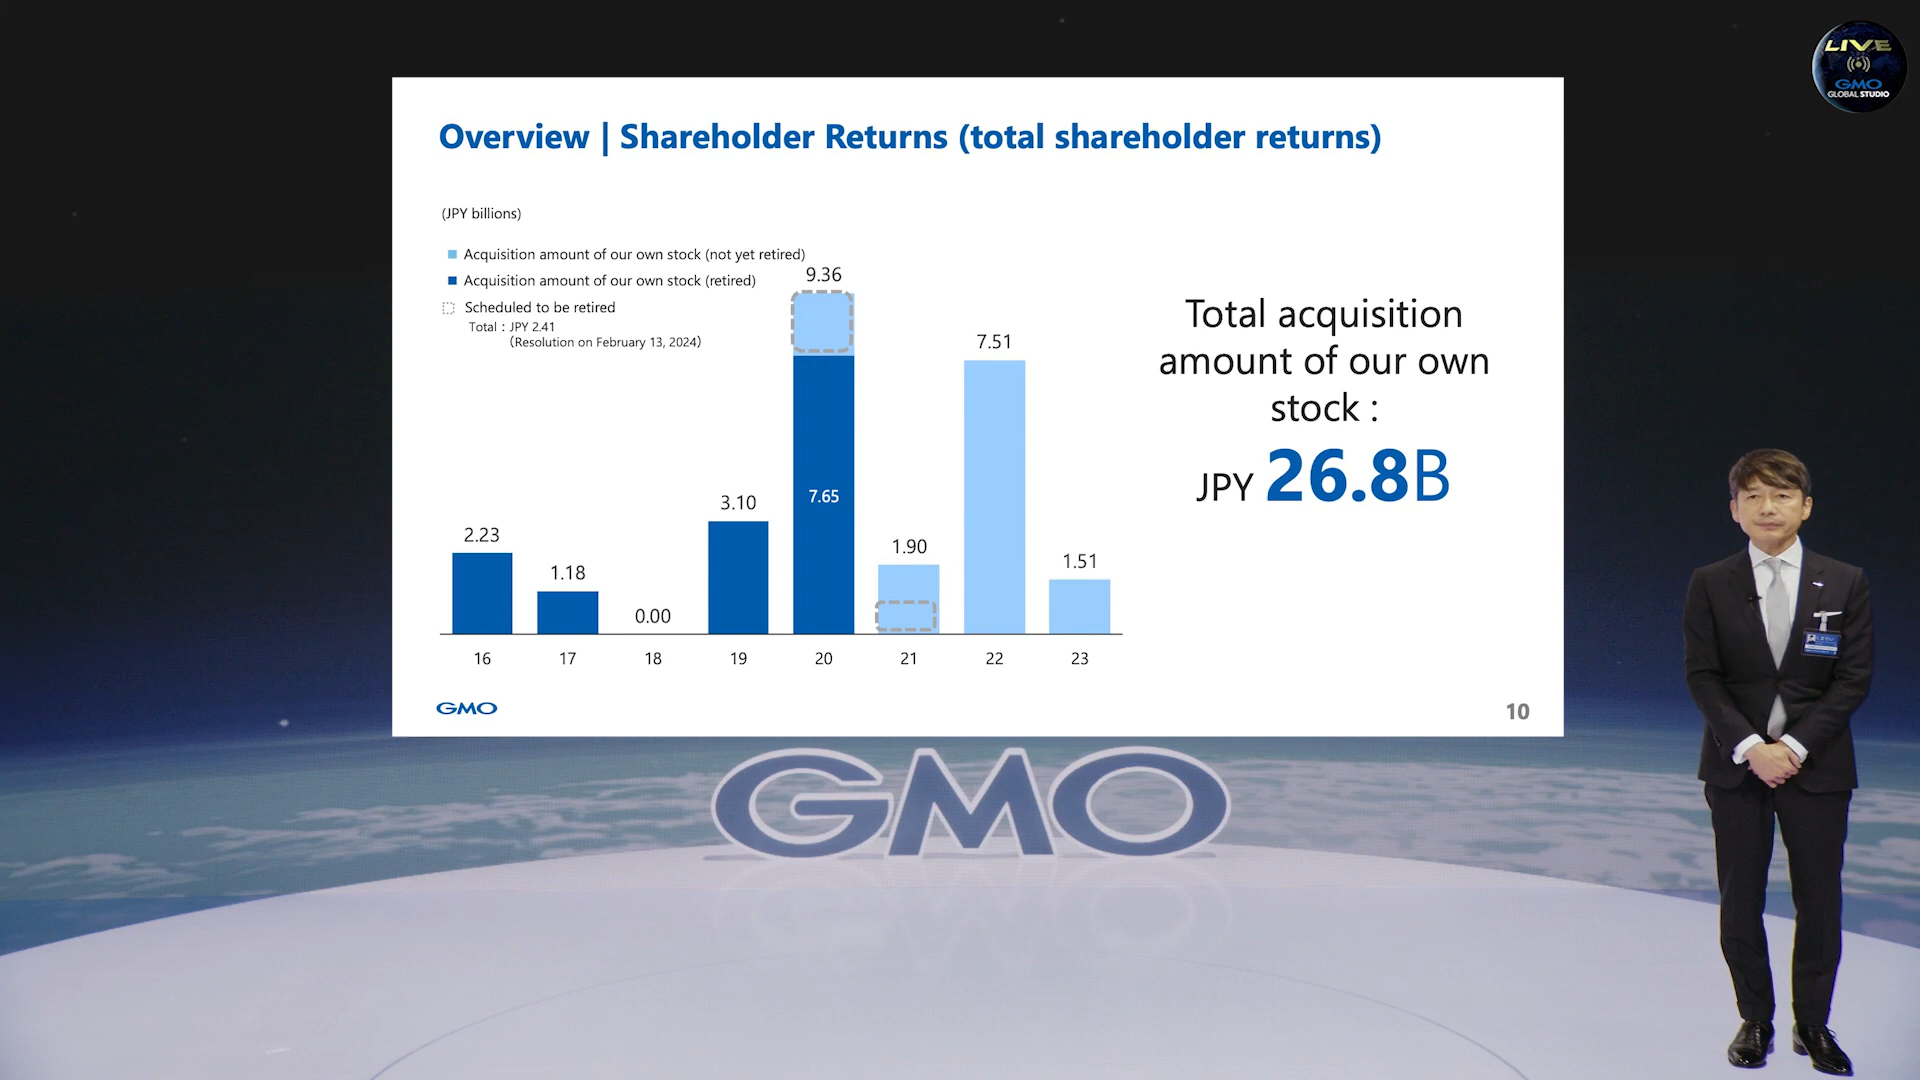 LIVE
GMO
GLOBAL STUDIO
Overview | Shareholder Returns (total shareholder returns)
(JPY billions)
Acquisition amount of our own stock (not yet retired)
Acquisition amount of our own stock (retired)
Scheduled to be retired
Total : JPY 2.41
(Resolution on February 13, 2024)
9.36
7.51
7.65
3.10
2.23
1.90
1.18
1.51
0.00
16 17 18 19 20 21 22 23
Total acquisition
amount of our own
stock :
JPY 26.8B
GMO
10
GMO